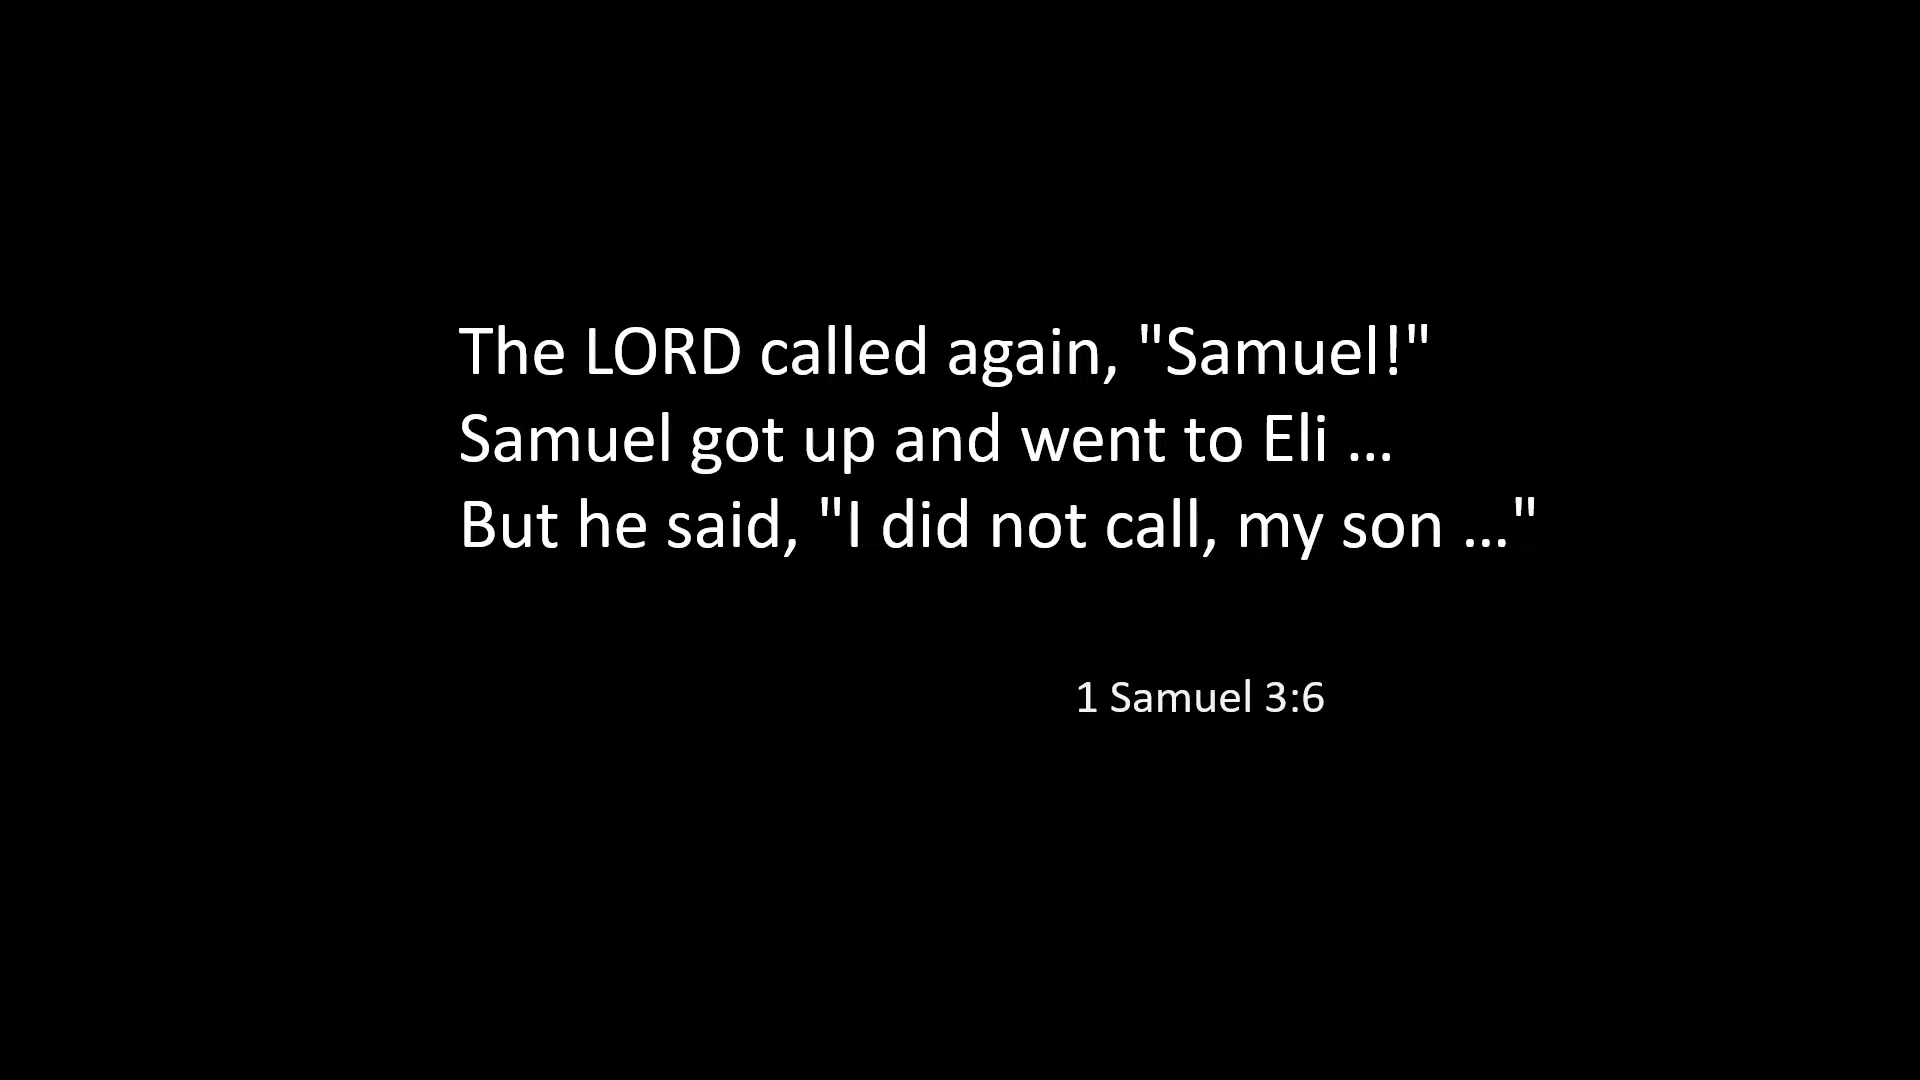 The LORD called again, "Samuel!"
Samuel got up and went to Eli ...
But he said, "I did not call, my son ..."
1 Samuel 3:6